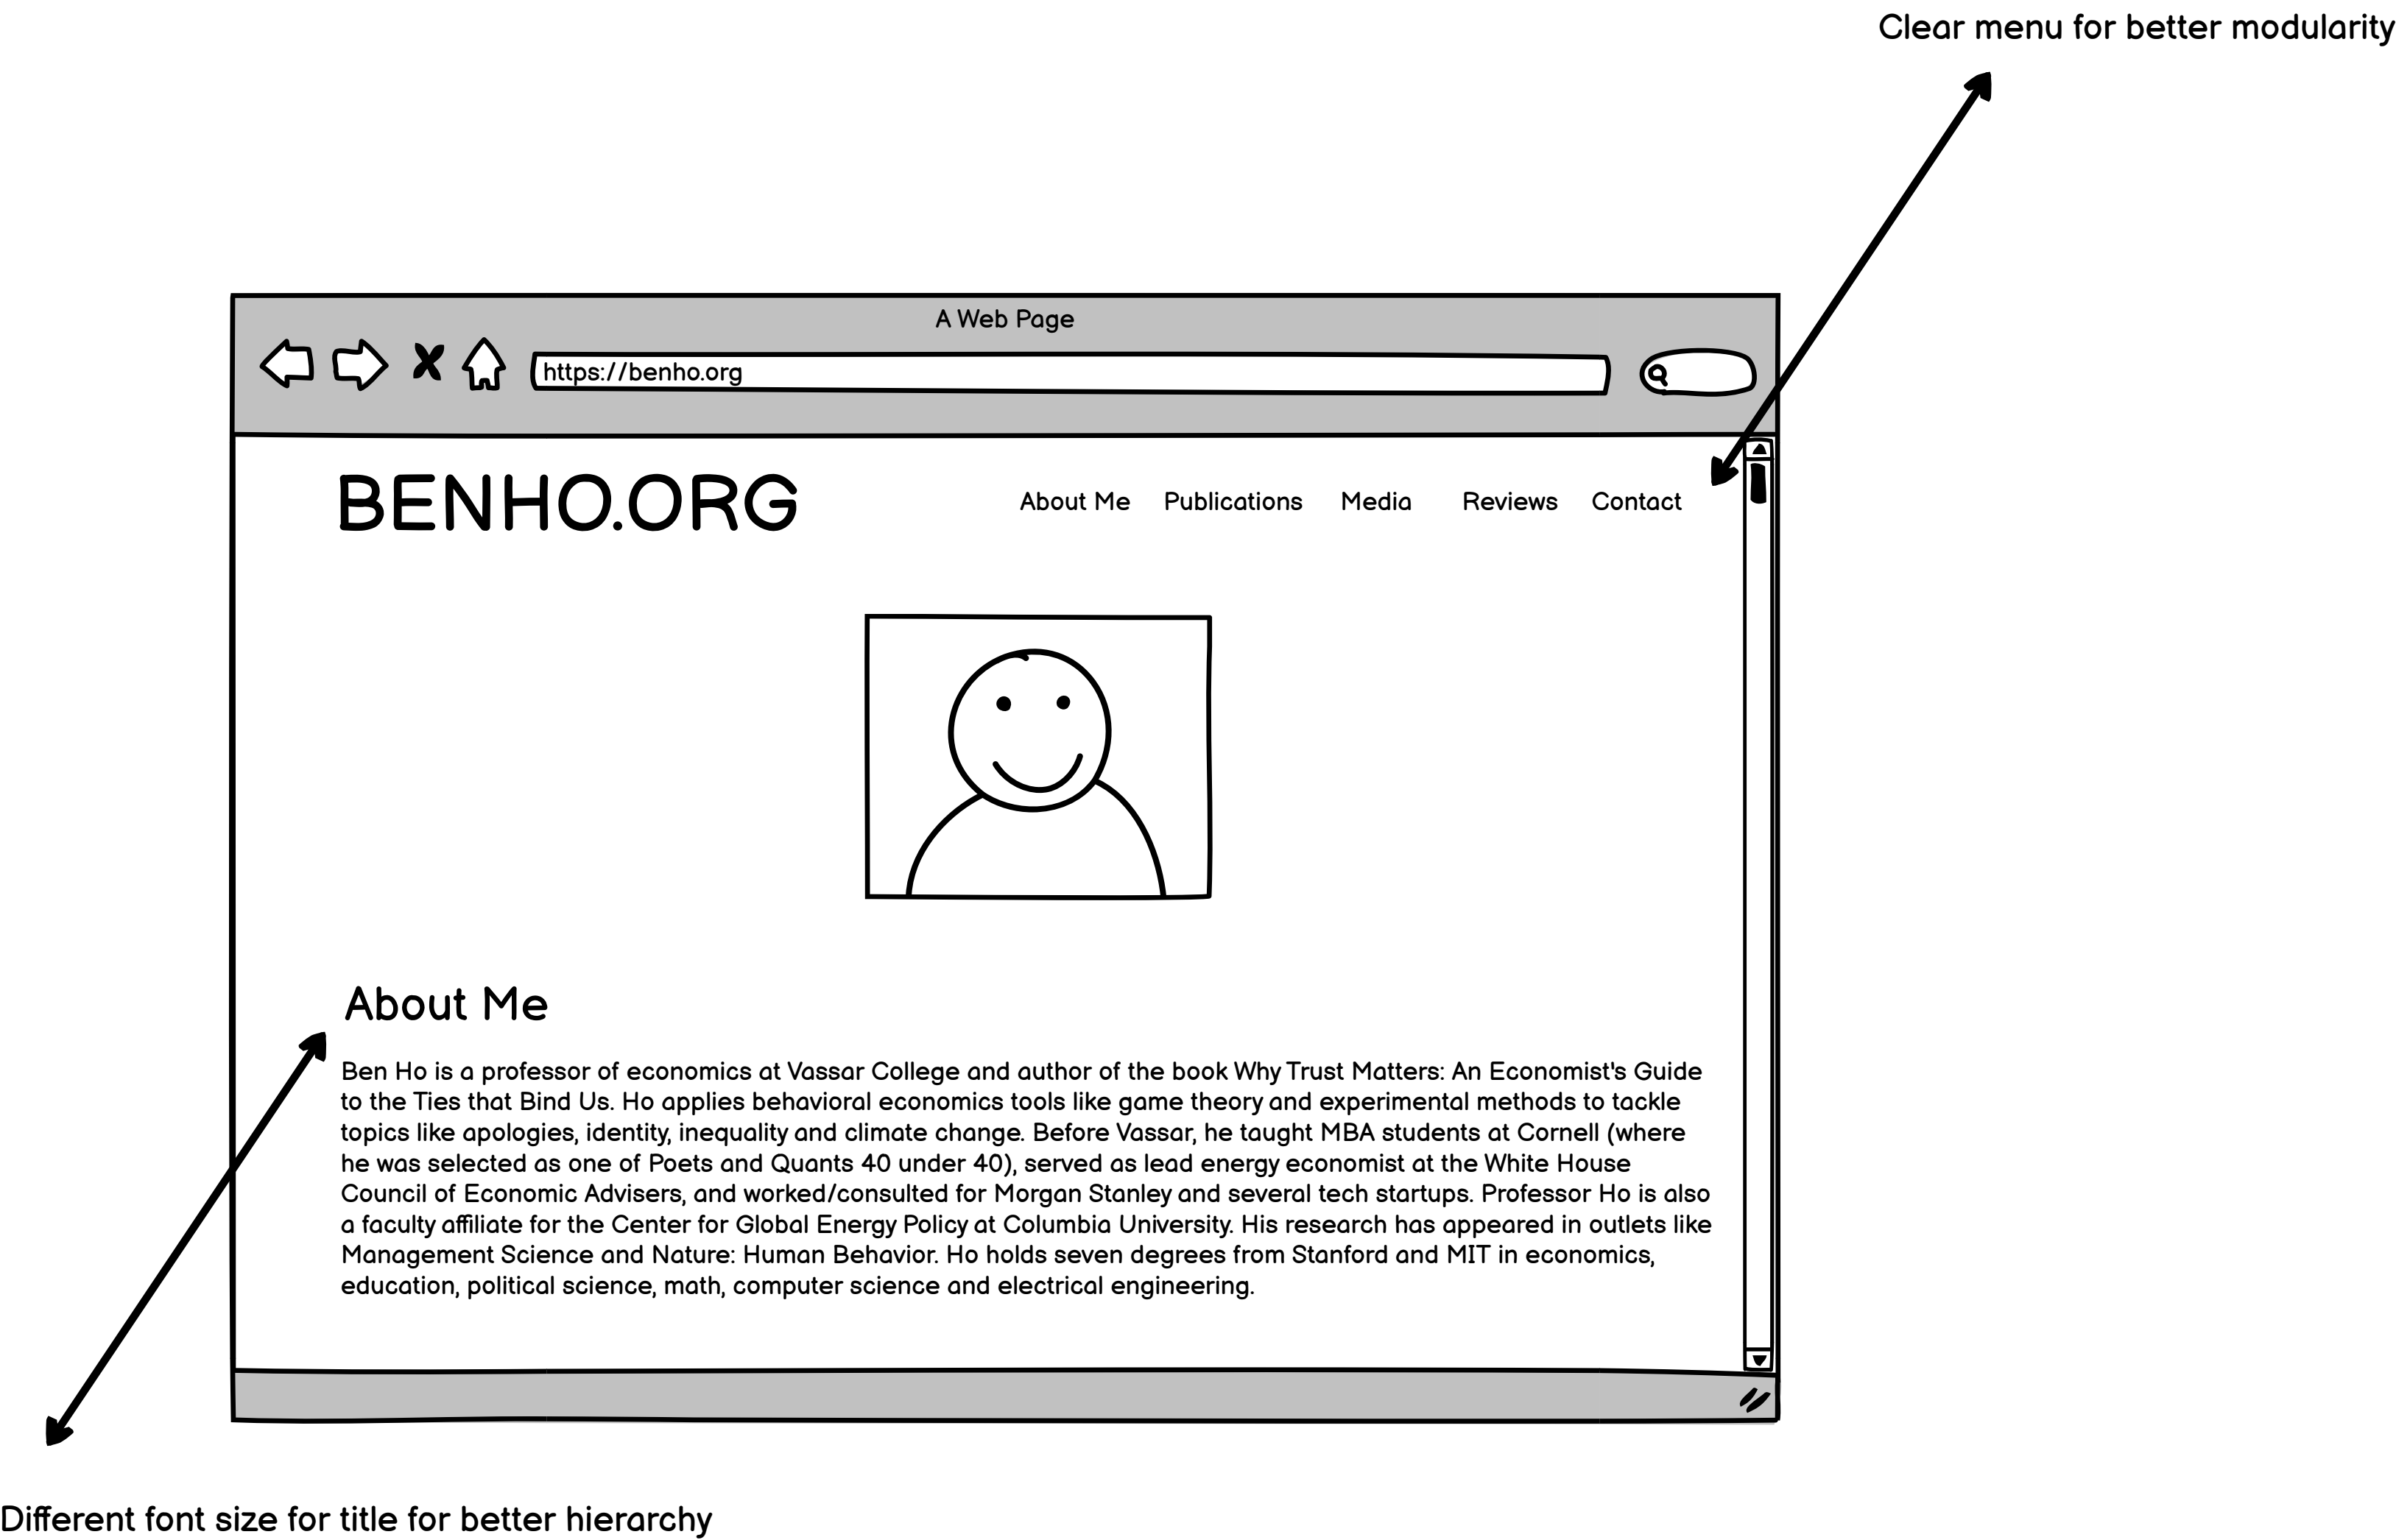 Clear menu for better modularity
A Web Page
https://benho.org
BENHO.ORG
About Me Publications Media Reviews Contact
About Me
Ben Ho is a professor of economics at Vassar College and author of the book Why Trust Matters: An Economist's Guide
to the Ties that Bind Us. Ho applies behavioral economics tools like game theory and experimental methods to tackle
topics like apologies, identity, inequality and climate change. Before Vassar, he taught MBA students at Cornell (where
he was selected as one of Poets and Quants 40 under 40), served as lead energy economist at the White House
Council of Economic Advisers, and worked/consulted for Morgan Stanley and several tech startups. Professor Ho is also
a faculty affiliate for the Center for Global Energy Policy at Columbia University. His research has appeared in outlets like
Management Science and Nature: Human Behavior. Ho holds seven degrees from Stanford and MIT in economics,
education, political science, math, computer science and electrical engineering.
Different font size for title for better hierarchy